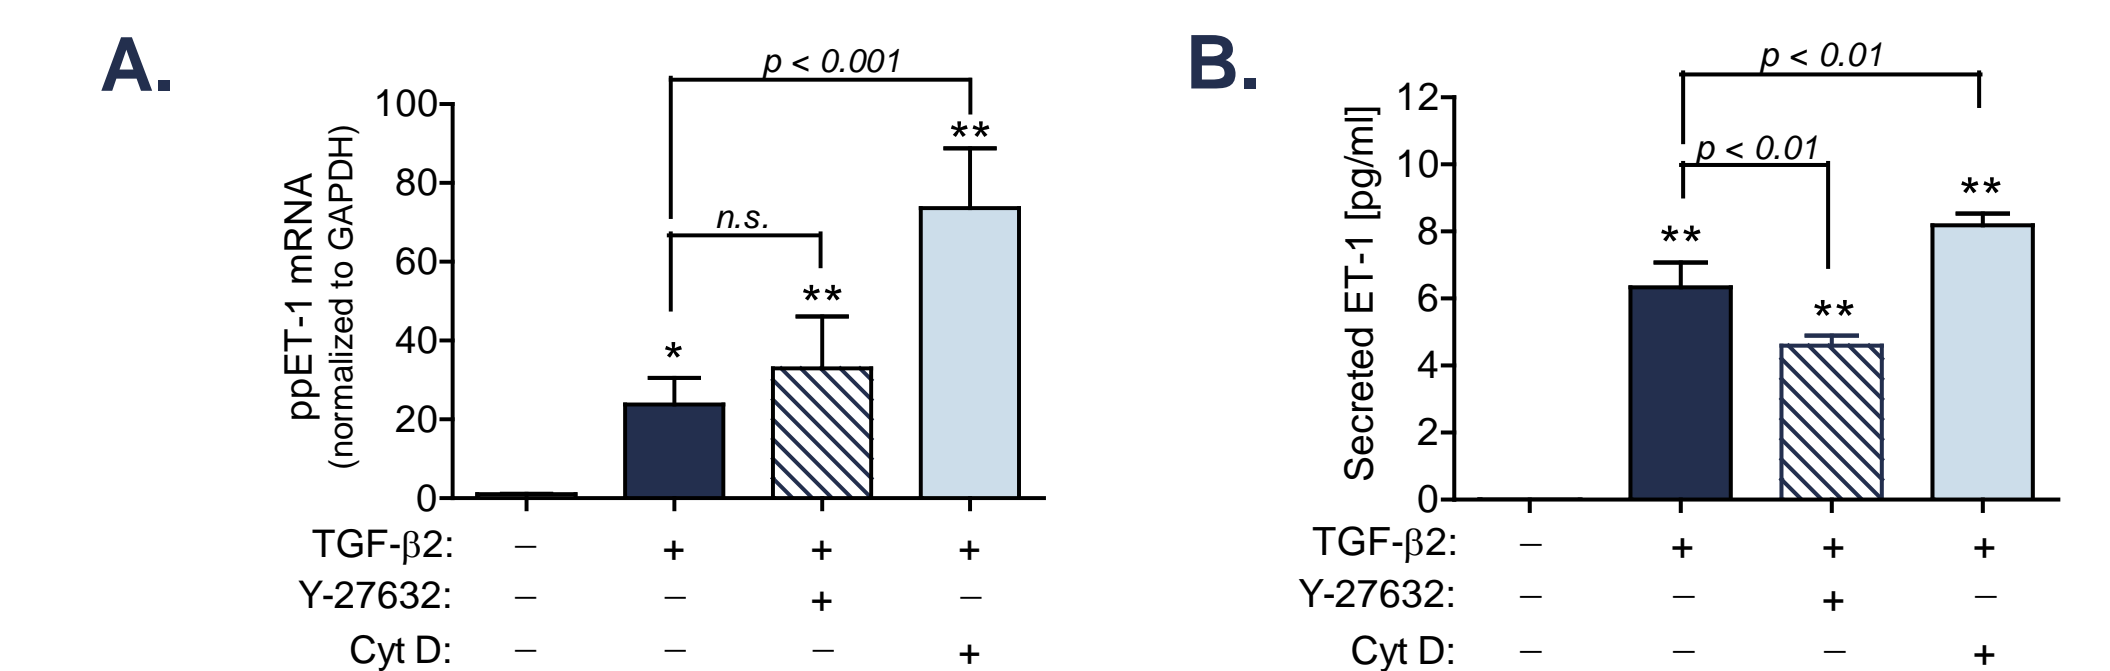 A.
p < 0.001
n.s.
**
**
*
100
80
60
40
20
0
ppET-1 mRNA
(normalized to GAPDH)
TGF-β2: – + + +
Y-27632: – – + –
Cyt D: – – – +
B.
p < 0.01
p < 0.01
**
**
**
12
10
8
6
4
2
0
Secreted ET-1 [pg/ml]
TGF-β2: – + + +
Y-27632: – – + –
Cyt D: – – – +